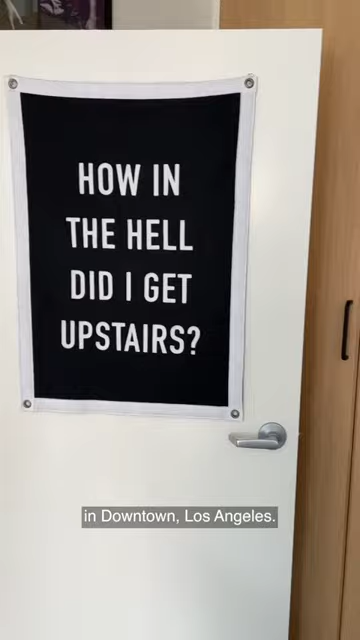 HOW IN
THE HELL
DID I GET
UPSTAIRS?
in Downtown, Los Angeles.